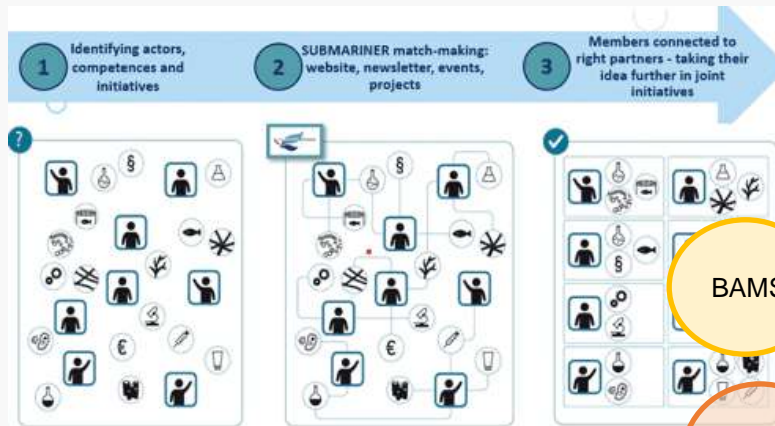 1
Identifying actors,
competences and
initiatives
2
SUBMARINER match-making:
website, newsletter, events,
projects
3
Members connected to
right partners - taking their
idea further in joint
initiatives
?
§
€
§
€
§
BAMS